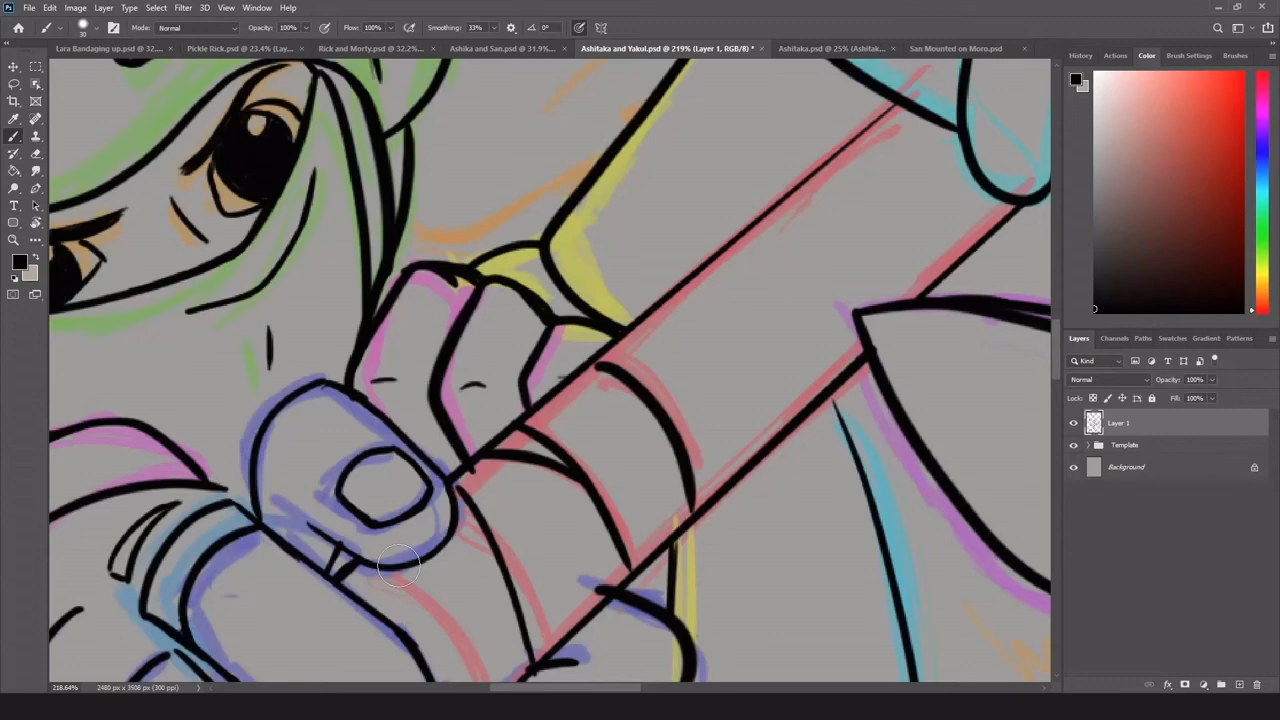 File Edit Image Layer Type Select Filter 3D View Window Help
30 Mode: Normal Opacity: 100% Flow: 100% Smoothing: 33% 0°
Lara Bandaging up.psd @ 32,... × Pickle Rick.psd @ 23.4% (Lay... × Rick and Morty.psd @ 32.2%... × Ashika and San.psd @ 31.9%... × Ashitaka and Yakul.psd @ 219% (Layer 1, RGB/8) * × Ashitaka.psd @ 25% (Ashitak... × San Mounted on Moro.psd ×
History Actions Color Brush Settings Brushes
Layers Channels Paths Swatches Gradient Patterns
Kind
Normal Opacity: 100%
Lock: Fill: 100%
Layer 1
Template
Background
218.64% 2480 px x 3508 px (300 ppi)